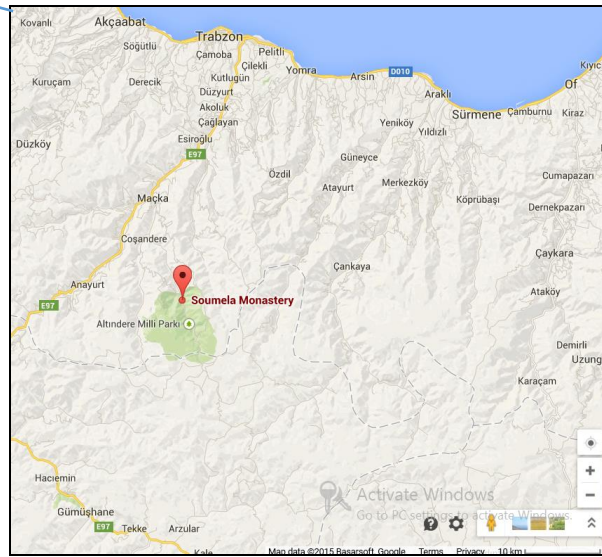 Kovanlı
Akçaabat
Trabzon
Kıyıc
Söğütlü
Pelitli
Çamoba
Çilekli
Yomra
D010
Arsin
Of
Kuruçam
Derecik
Kutlugün
Düzyurt
Araklı
Akoluk
Sürmene
Çamburnu
Kiraz
Çağlayan
Yeniköy
Yıldızlı
Düzköy
Esiroğlu
E97
Güneyce
Özdil
Cumapazarı
Atayurt
Merkezköy
Maçka
Köprübaşı
Dernekpazarı
Coşandere
Çaykara
Çankaya
Anayurt
Ataköy
Soumela Monastery
E97
Altındere Milli Parkı
Demirli
Uzung
Karaçam
Hacıemin
Activate Windows
Go to PC settings to activate Windows.
Gümüşhane
E97
Tekke
Arzular
Kale
Map data ©2015 Basarsoft, Google Terms Privacy 10 km